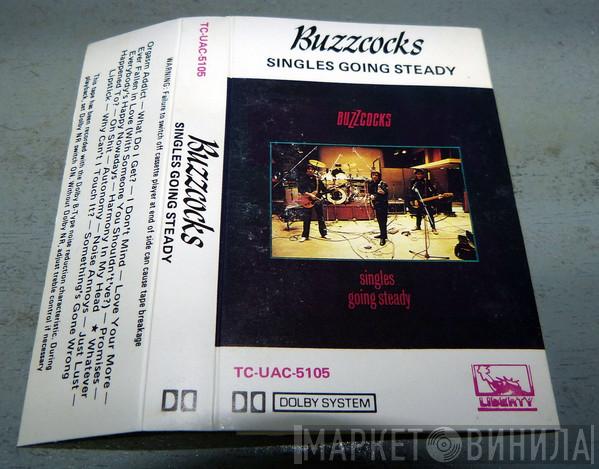 TC-UAC-5105
WARNING: Failure to switch off cassette player at end of side can cause tape breakage
Buzzcocks
SINGLES GOING STEADY
Orgasm Addict — What Do I Get? — I Don't Mind — Love Your More —
Ever Fallen in Love (With Someone You Shouldn't've?) — Promises —
Everybody's Happy Nowadays — Harmony In My Head ★ Whatever
Happened To? — Oh Shit — Autonomy — Noise Annoys — Just Lust —
Lipstick — Why Can't I Touch It? — Something's Gone Wrong
This tape has been recorded with the Dolby B-Type noise reduction characteristic. During
playback, set Dolby NR switch ON. Without Dolby NR, adjust treble control if necessary
Buzzcocks
SINGLES GOING STEADY
BUZZCOCKS
singles
going steady
TC-UAC-5105
DOLBY SYSTEM
LIBERTY
МАРКЕТ ВИНИЛА